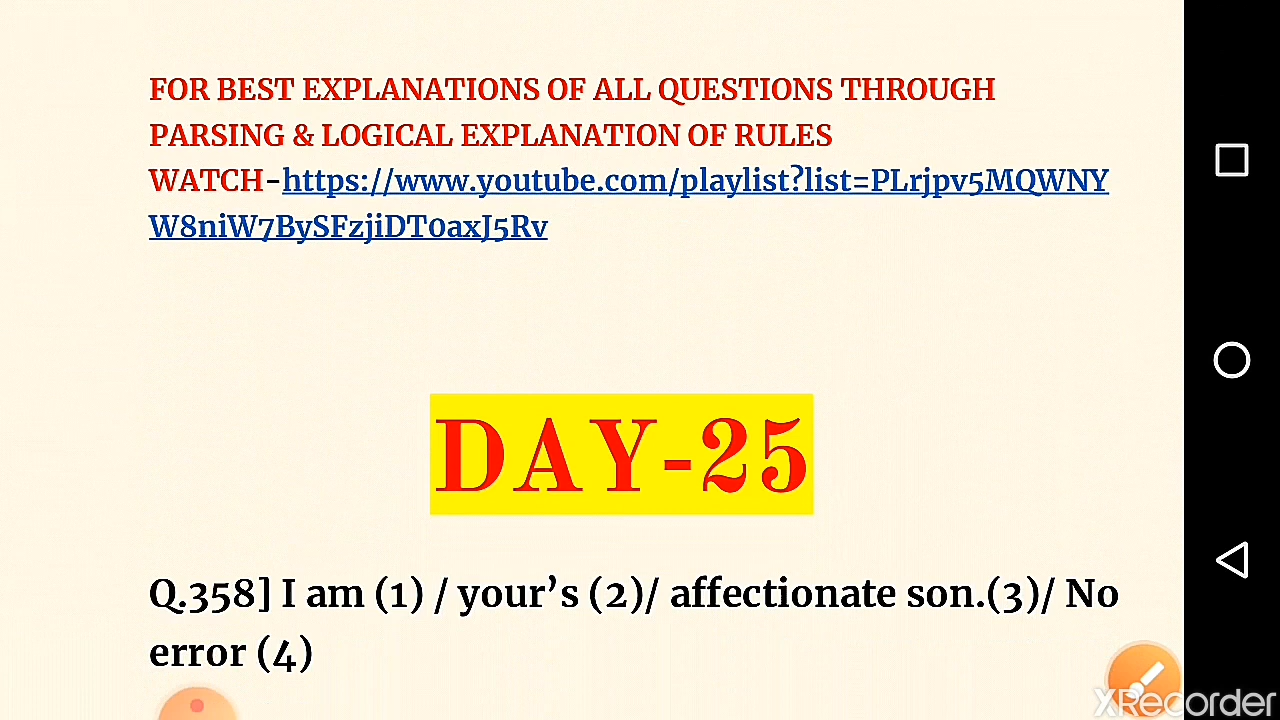 FOR BEST EXPLANATIONS OF ALL QUESTIONS THROUGH
PARSING & LOGICAL EXPLANATION OF RULES
WATCH-https://www.youtube.com/playlist?list=PLrjpv5MQWNY
W8niW7BySFzjiDT0axJ5Rv
DAY-25
Q.358] I am (1) / your’s (2)/ affectionate son.(3)/ No
error (4)
XRecorder